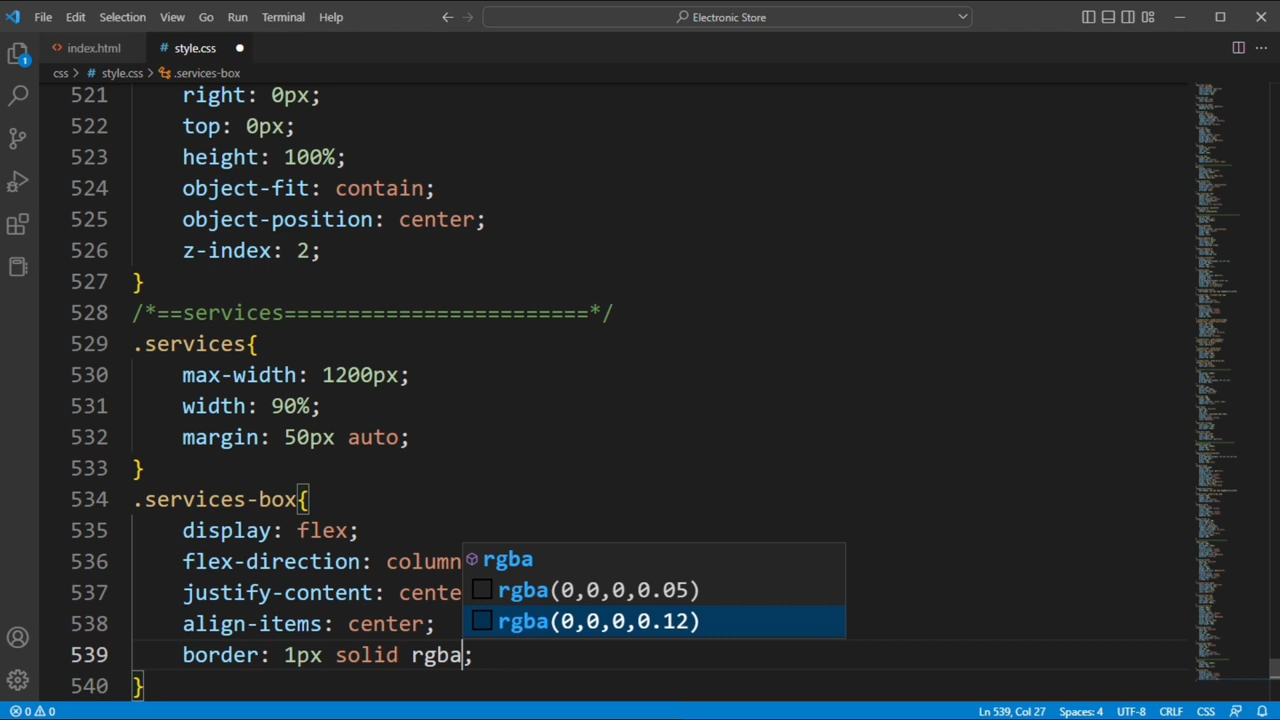 File Edit Selection View Go Run Terminal Help
Electronic Store
<> index.html
# style.css
css > # style.css > .services-box
521 right: 0px;
522 top: 0px;
523 height: 100%;
524 object-fit: contain;
525 object-position: center;
526 z-index: 2;
527 }
528 /*==services========================*/
529 .services{
530 max-width: 1200px;
531 width: 90%;
532 margin: 50px auto;
533 }
534 .services-box{
535 display: flex;
536 flex-direction: column
rgba
537 justify-content: cente
rgba(0,0,0,0.05)
538 align-items: center;
rgba(0,0,0,0.12)
539 border: 1px solid rgba;
540 }
1
0 0
Ln 539, Col 27 Spaces: 4 UTF-8 CRLF CSS